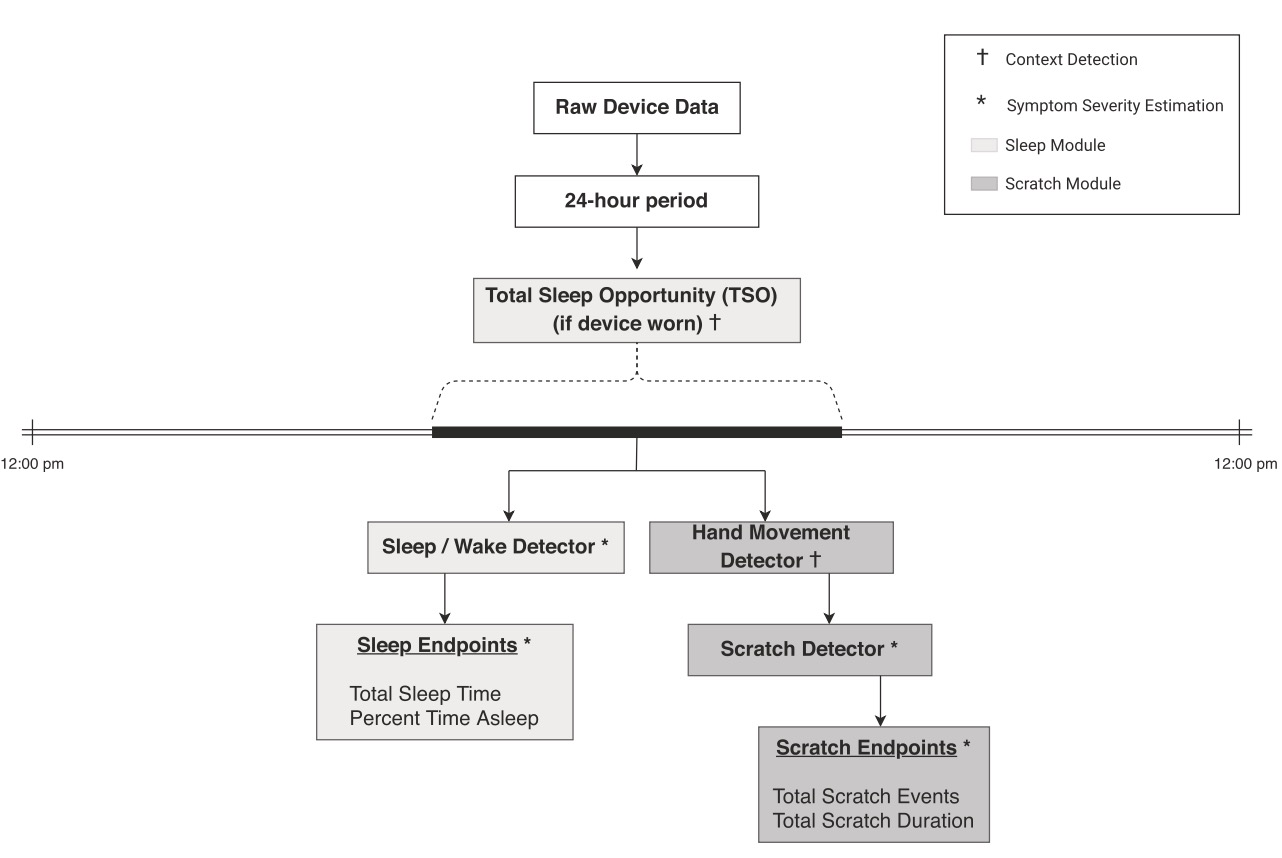 † Context Detection
* Symptom Severity Estimation
Sleep Module
Scratch Module
Raw Device Data
24-hour period
Total Sleep Opportunity (TSO)
(if device worn) †
12:00 pm
12:00 pm
Sleep / Wake Detector *
Hand Movement
Detector †
Sleep Endpoints *
Total Sleep Time
Percent Time Asleep
Scratch Detector *
Scratch Endpoints *
Total Scratch Events
Total Scratch Duration